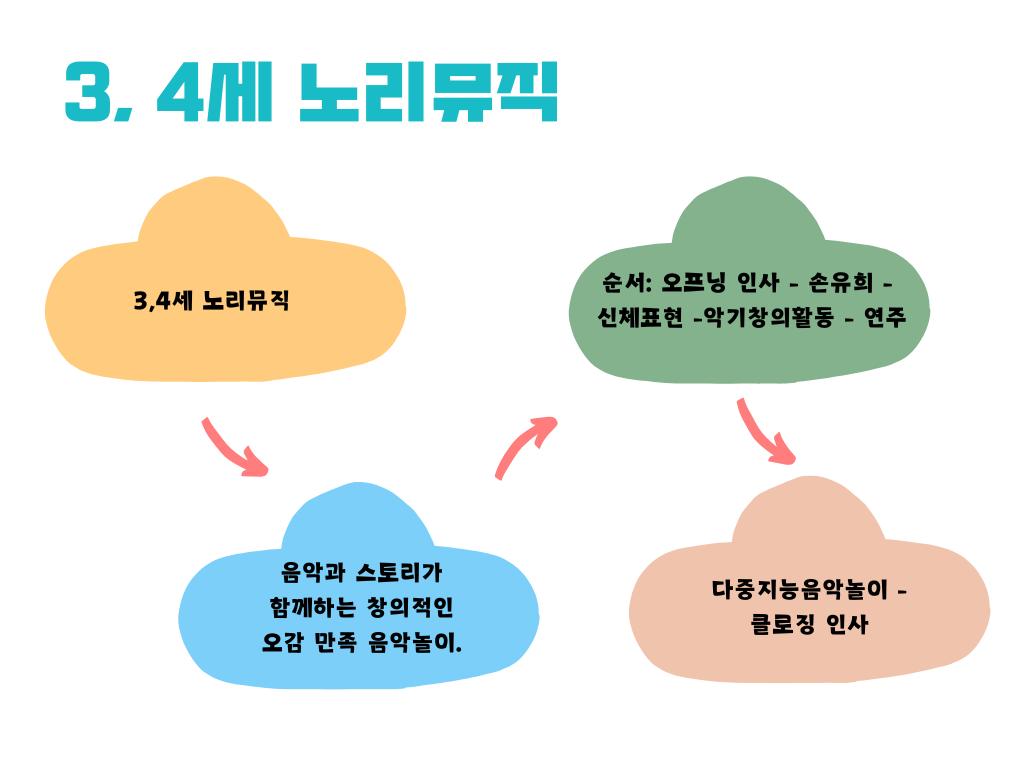 3, 4세 노리뮤직
3,4세 노리뮤직
음악과 스토리가
함께하는 창의적인
오감 만족 음악놀이.
순서: 오프닝 인사 - 손유희 -
신체표현 -악기창의활동 - 연주
다중지능음악놀이 -
클로징 인사